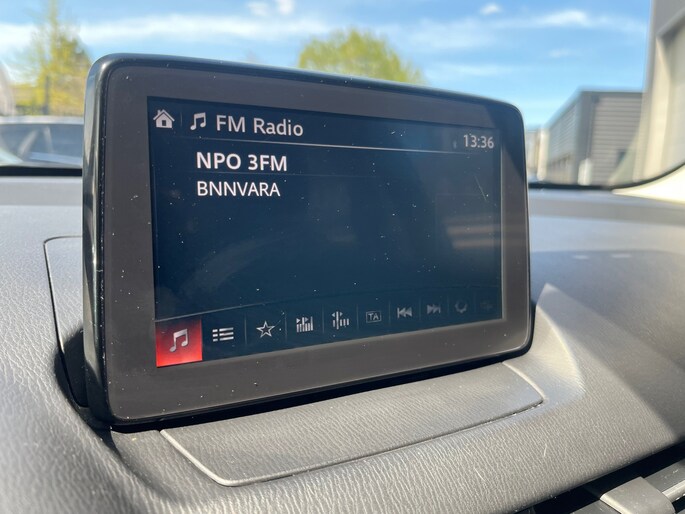 FM Radio
13:36
NPO 3FM
BNNVARA
TA